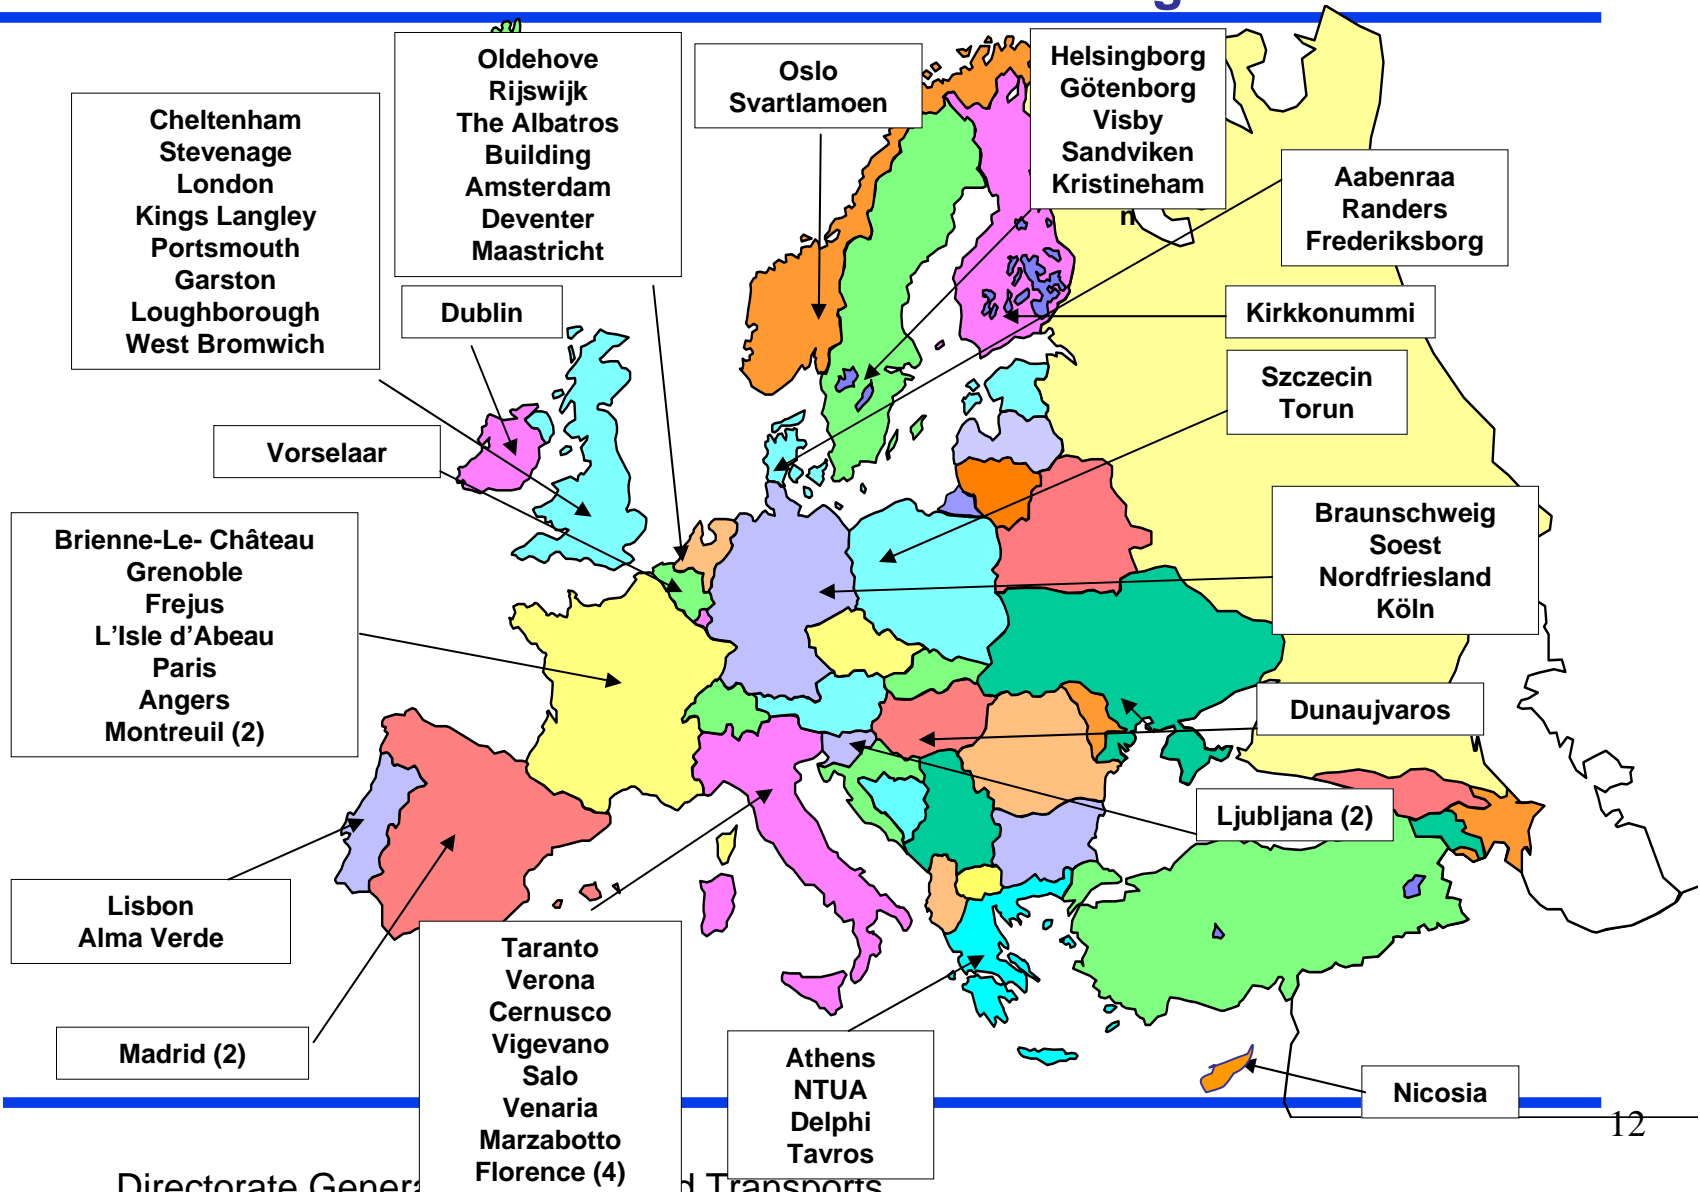 g
Oldehove
Rijswijk
The Albatros
Building
Amsterdam
Deventer
Maastricht
Oslo
Svartlamoen
Helsingborg
Götenborg
Visby
Sandviken
Kristineham
n
Cheltenham
Stevenage
London
Kings Langley
Portsmouth
Garston
Loughborough
West Bromwich
Aabenraa
Randers
Frederiksborg
Dublin
Kirkkonummi
Szczecin
Torun
Vorselaar
Braunschweig
Soest
Nordfriesland
Köln
Brienne-Le- Château
Grenoble
Frejus
L’Isle d’Abeau
Paris
Angers
Montreuil (2)
Dunaujvaros
Ljubljana (2)
Lisbon
Alma Verde
Madrid (2)
Taranto
Verona
Cernusco
Vigevano
Salo
Venaria
Marzabotto
Florence (4)
Athens
NTUA
Delphi
Tavros
Nicosia
12
Directorate Genera d Transports